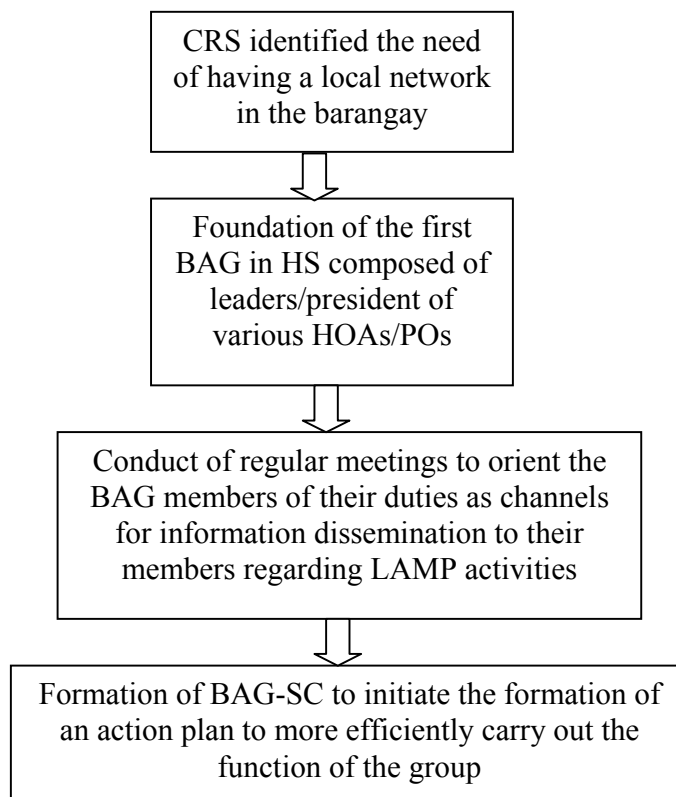 CRS identified the need
of having a local network
in the barangay
Foundation of the first
BAG in HS composed of
leaders/president of
various HOAs/POs
Conduct of regular meetings to orient the
BAG members of their duties as channels
for information dissemination to their
members regarding LAMP activities
Formation of BAG-SC to initiate the formation of
an action plan to more efficiently carry out the
function of the group